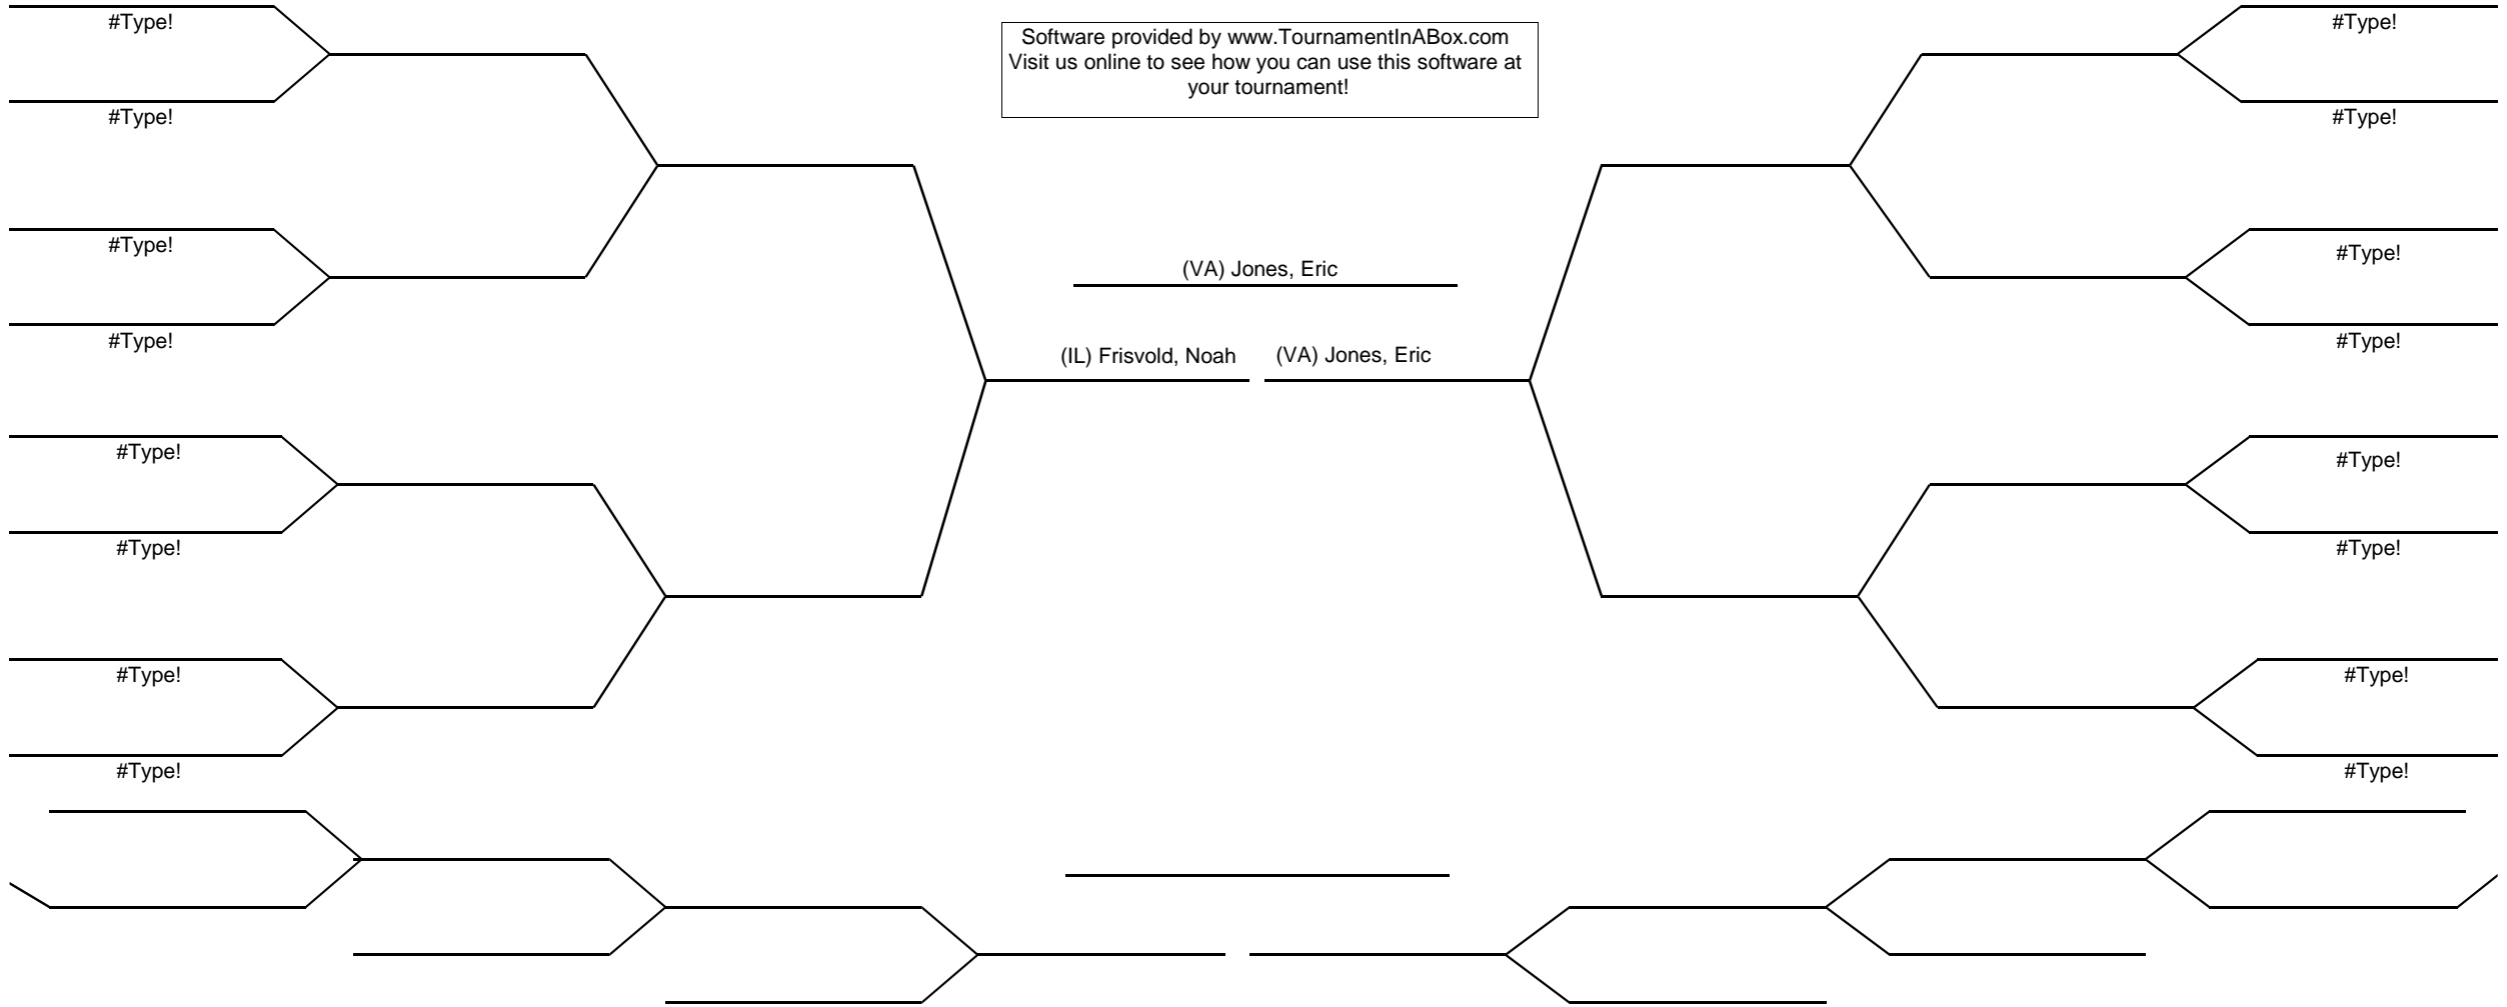 #Type!
#Type!
Software provided by www.TournamentInABox.com
Visit us online to see how you can use this software at
your tournament!
#Type!
#Type!
#Type!
#Type!
(VA) Jones, Eric
(IL) Frisvold, Noah
(VA) Jones, Eric
#Type!
#Type!
#Type!
#Type!
#Type!
#Type!
#Type!
#Type!
#Type!
#Type!